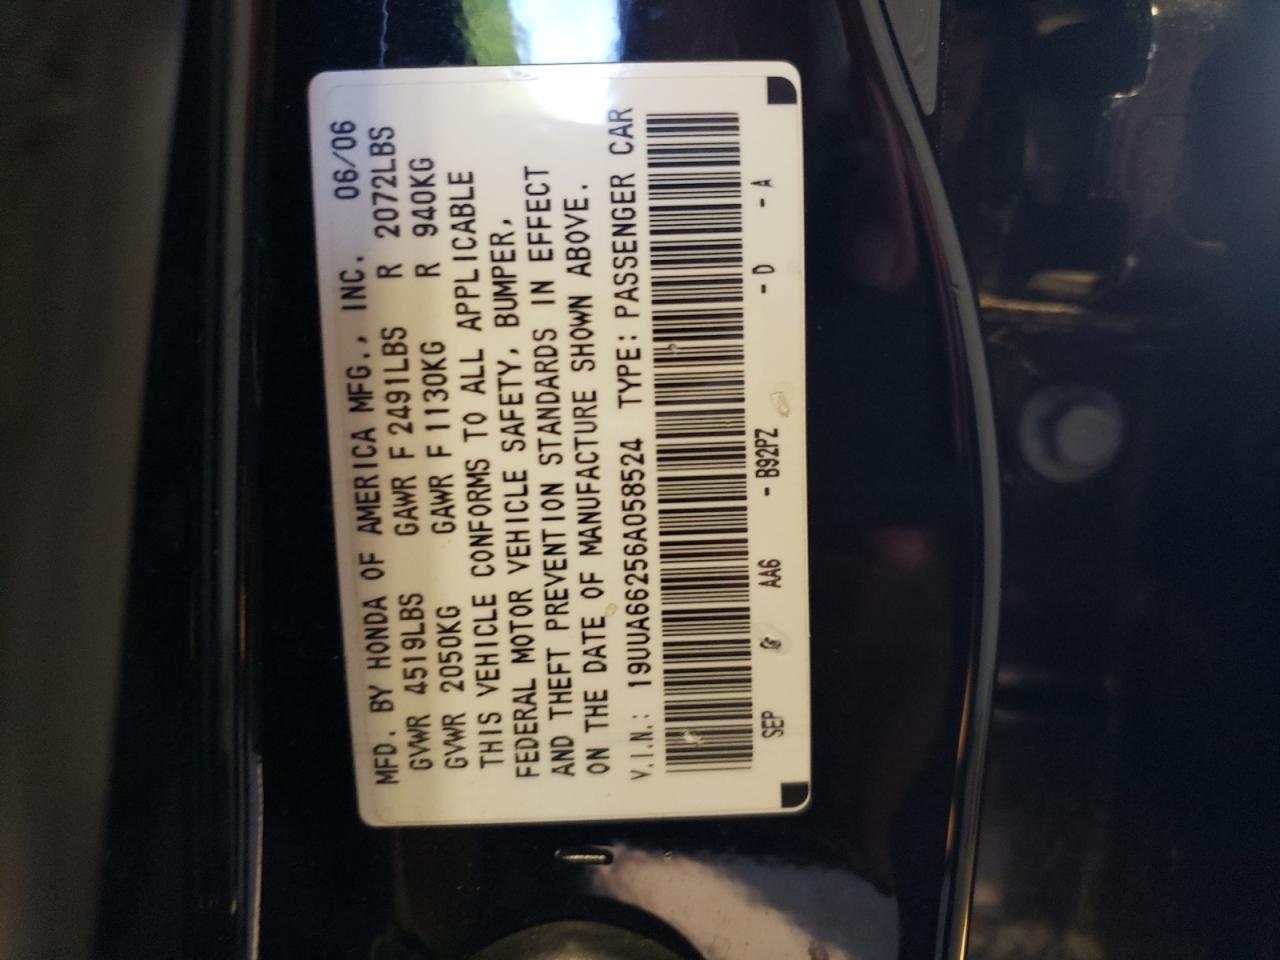 MFD. BY HONDA OF AMERICA MFG., INC. 06/06
GVWR 4519LBS GAWR F 2491LBS R 2072LBS
GVWR 2050KG GAWR F 1130KG R 940KG
THIS VEHICLE CONFORMS TO ALL APPLICABLE
FEDERAL MOTOR VEHICLE SAFETY, BUMPER,
AND THEFT PREVENTION STANDARDS IN EFFECT
ON THE DATE OF MANUFACTURE SHOWN ABOVE.
V.I.N.: 19UUA66256A058524 TYPE: PASSENGER CAR
SEP AA6 - B92PZ - D - A